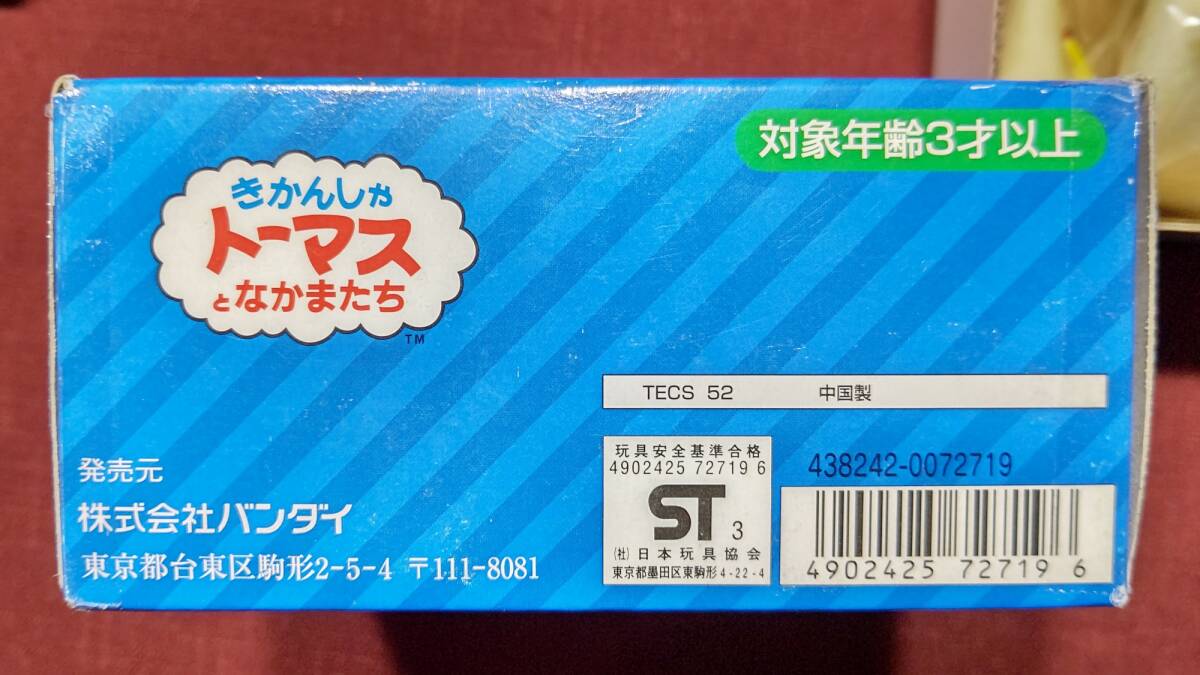 対象年齢3才以上
きかんしゃ
トーマス
となかまたち
TM
TECS 52 中国製
発売元
株式会社バンダイ
東京都台東区駒形2-5-4 〒111-8081
玩具安全基準合格
4902425 72719 6
ST 3
(社)日本玩具協会
東京都墨田区東駒形4-22-4
438242-0072719
4902425 72719 6